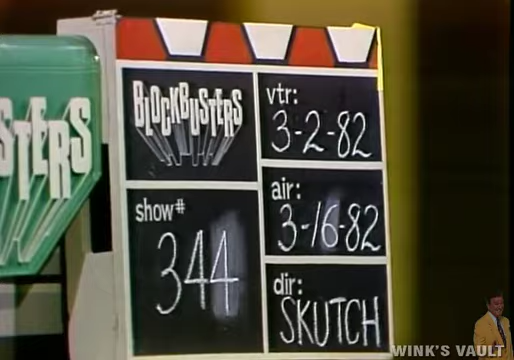 STERS
BLOCKBUSTERS
vtr:
3-2-82
show#
344
air:
3-16-82
dir:
SKUTCH
WINK'S VAULT